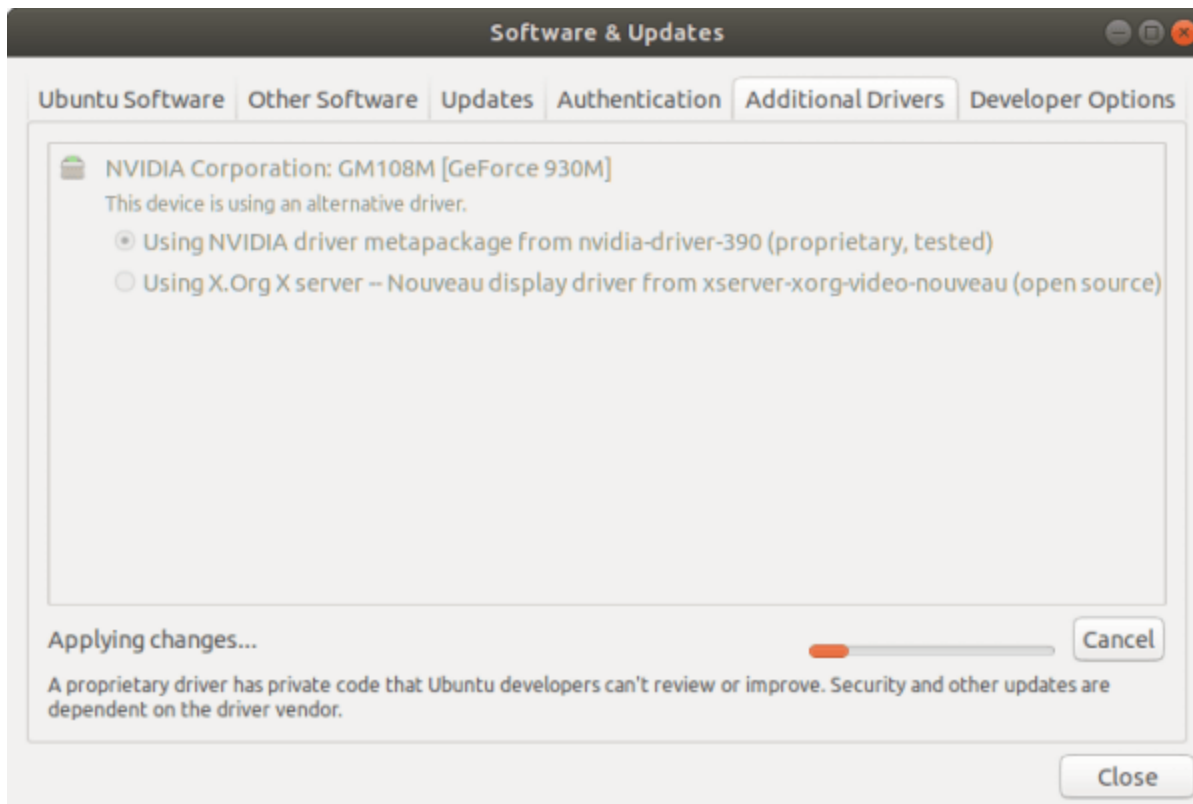 Software & Updates
Ubuntu Software Other Software Updates Authentication Additional Drivers Developer Options
NVIDIA Corporation: GM108M [GeForce 930M]
This device is using an alternative driver.
Using NVIDIA driver metapackage from nvidia-driver-390 (proprietary, tested)
Using X.Org X server -- Nouveau display driver from xserver-xorg-video-nouveau (open source)
Applying changes...
Cancel
A proprietary driver has private code that Ubuntu developers can't review or improve. Security and other updates are
dependent on the driver vendor.
Close